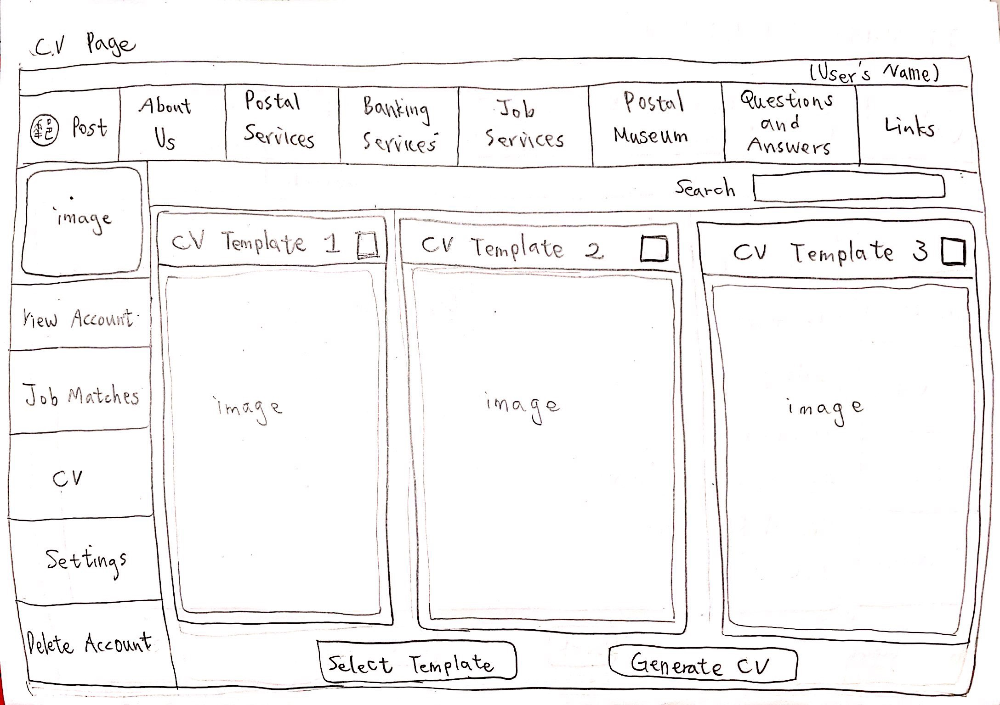 CV Page
(User's Name)
Post
About
Us
Postal
Services
Banking
Services
Job
Services
Postal
Museum
Questions
and
Answers
Links
Search
image
View Account
Job Matches
CV
Settings
Delete Account
CV Template 1
image
CV Template 2
image
CV Template 3
image
Select Template
Generate CV